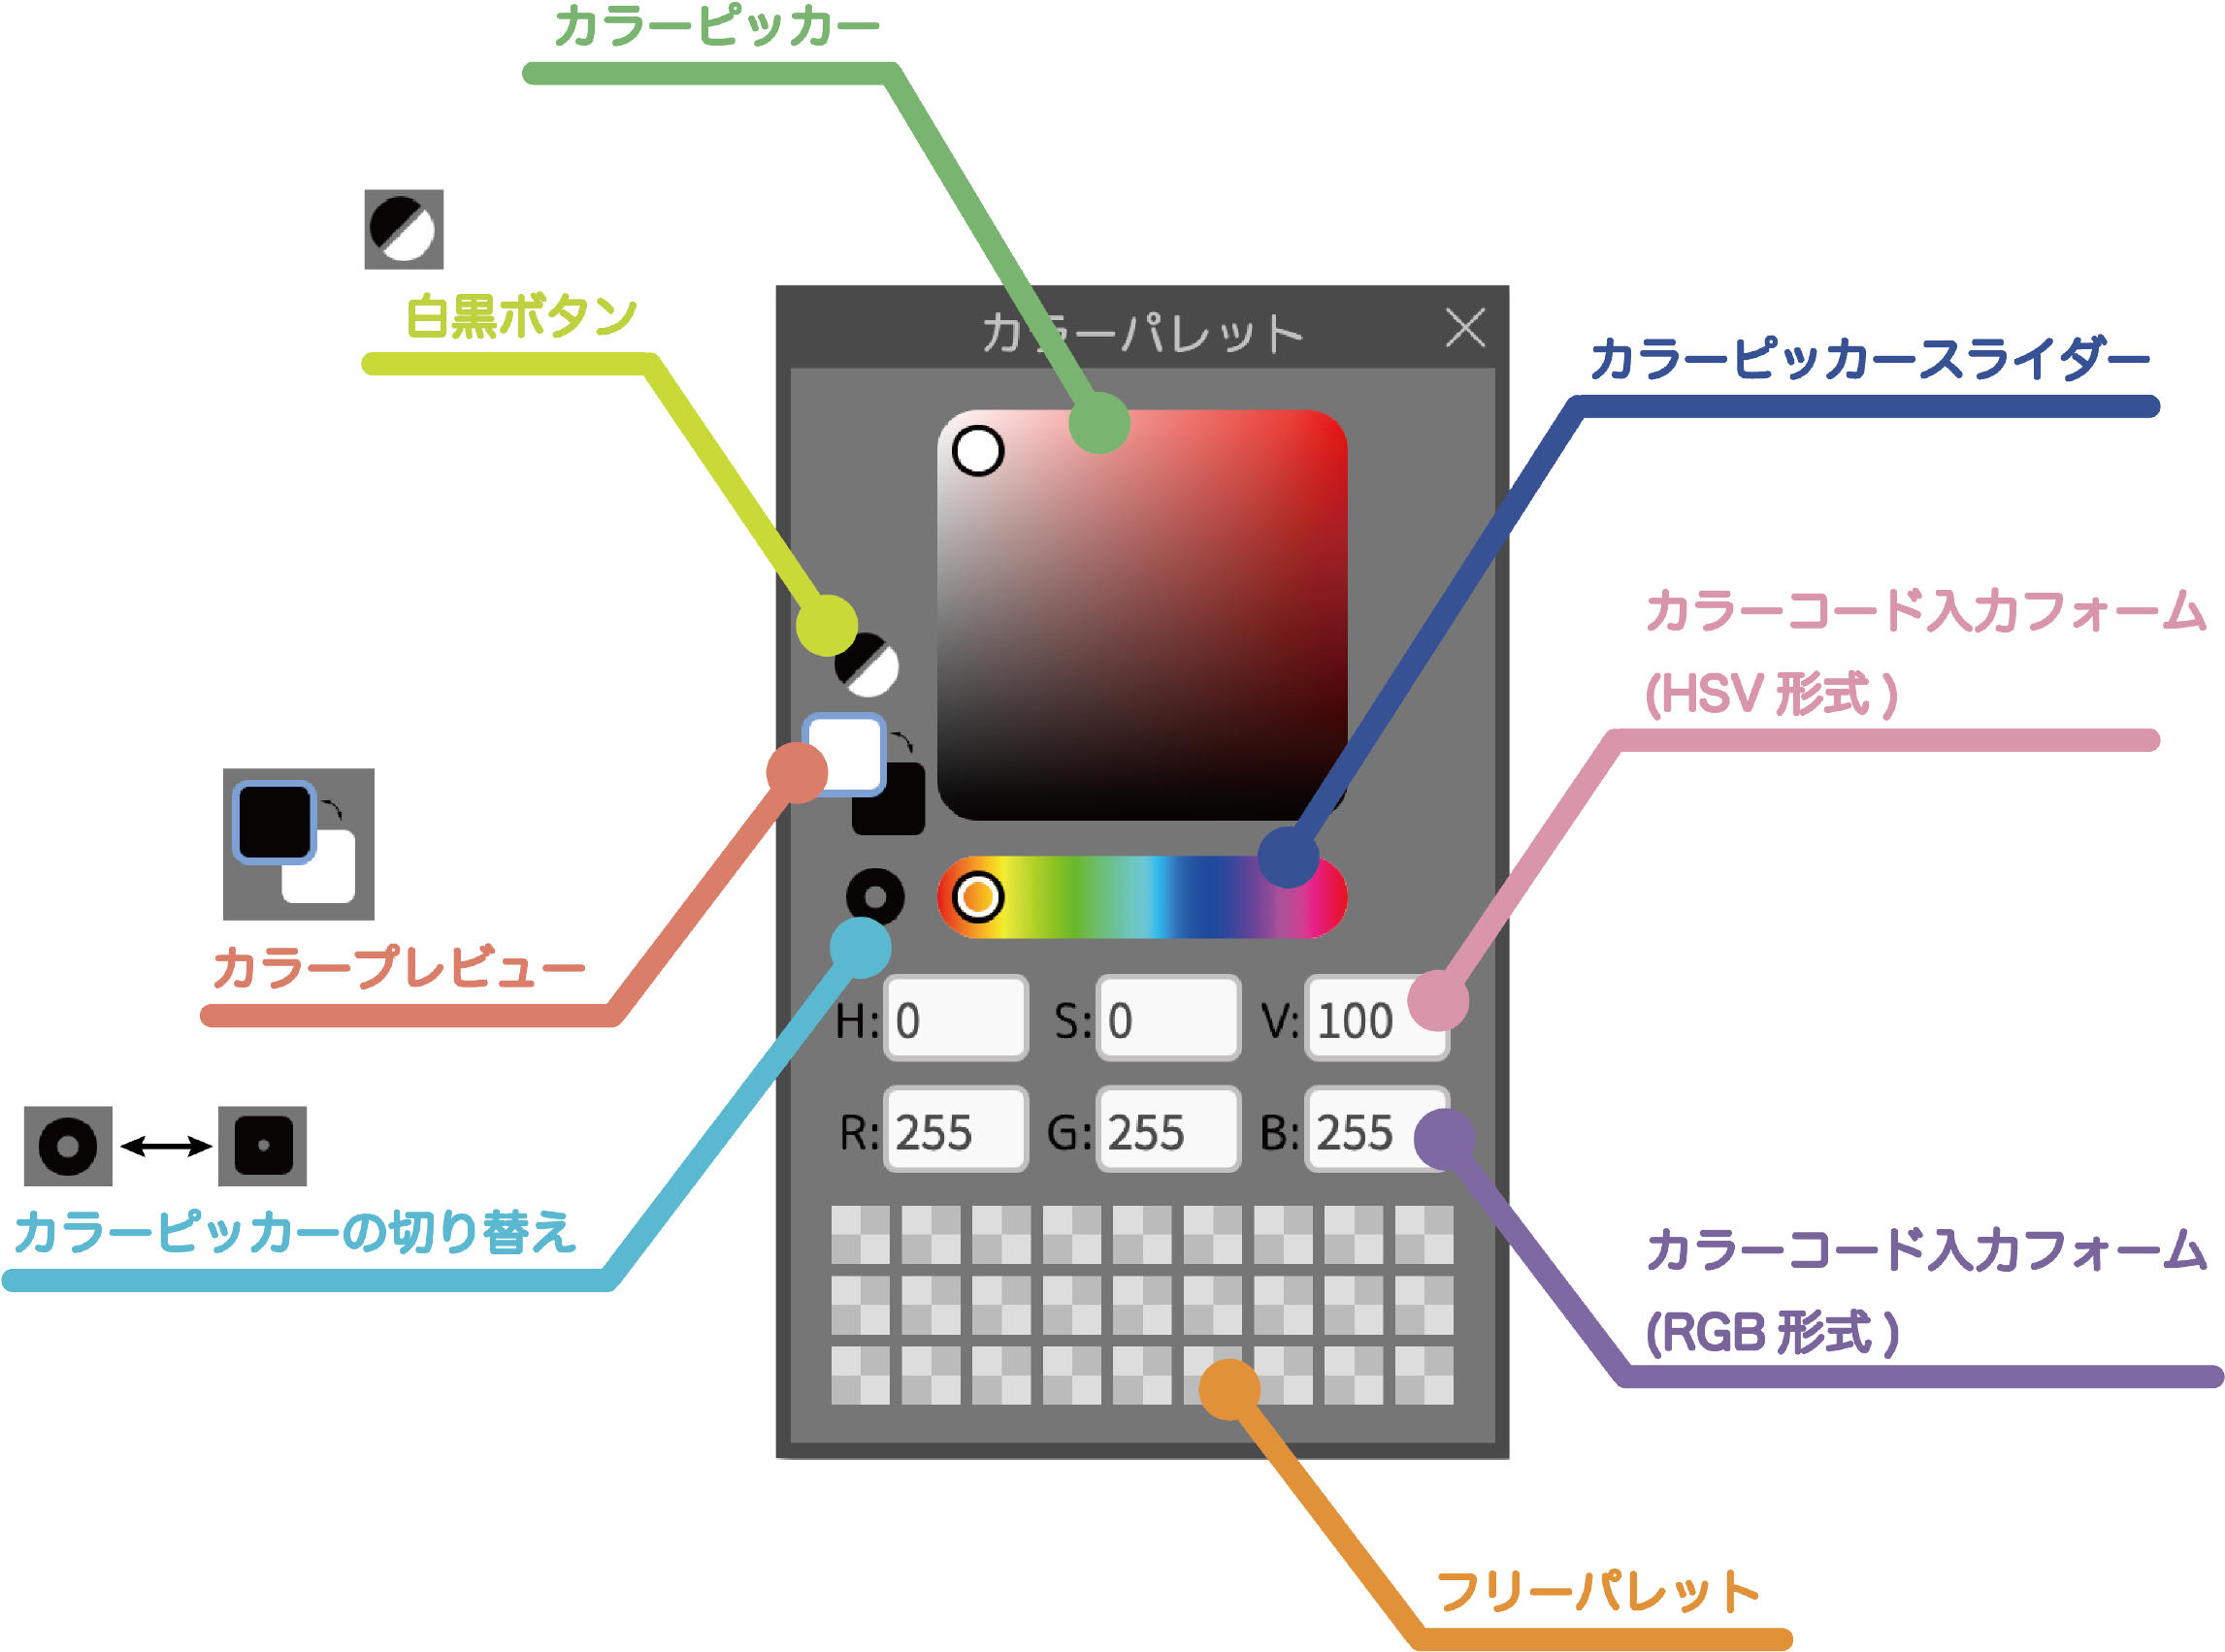 カラーピッカー
白黒ボタン
カラーパレット
カラーピッカースライダー
カラーコード入力フォーム
(HSV 形式)
カラープレビュー
H: 0 S: 0 V: 100
R: 255 G: 255 B: 255
カラーピッカーの切り替え
カラーコード入力フォーム
(RGB 形式)
フリーパレット